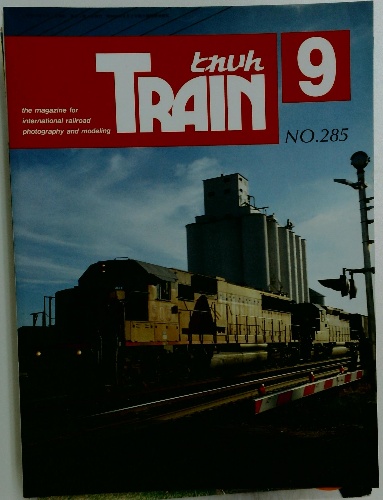 とれいん
TRAIN
9
the magazine for
international railroad
photography and modeling
NO.285